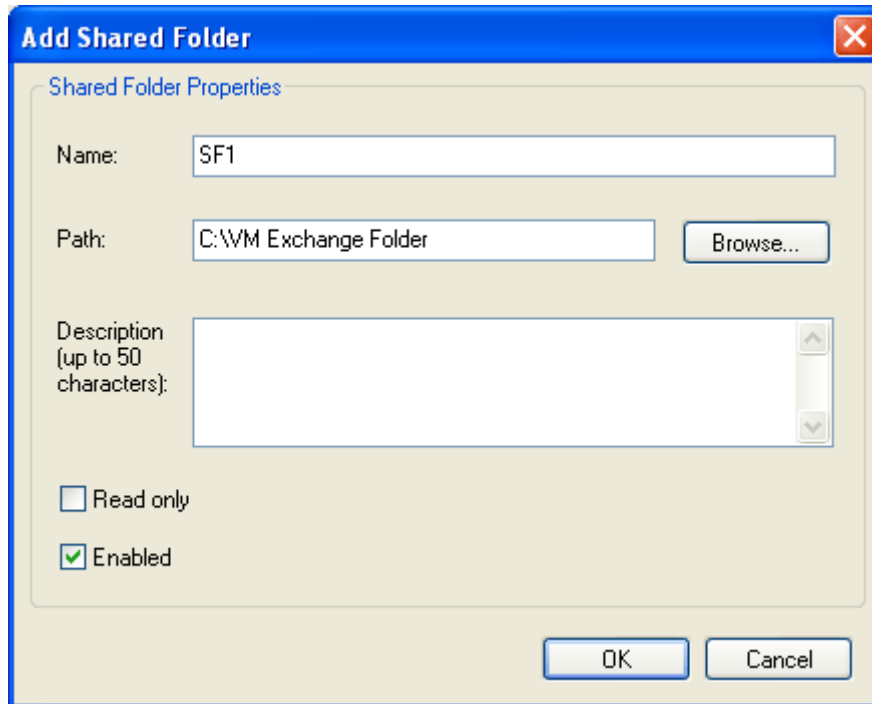 Add Shared Folder
Shared Folder Properties
Name: SF1
Path: C:\VM Exchange Folder Browse...
Description
(up to 50
characters):
Read only
Enabled
OK Cancel